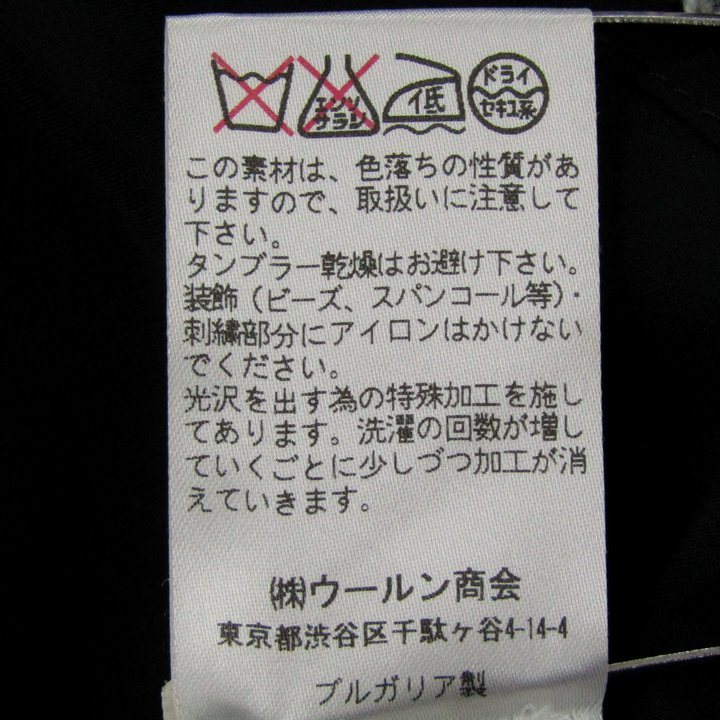 エンソ
サラシ
低
ドライ
セキユ系
この素材は、色落ちの性質があ
りますので、取扱いに注意して
下さい。
タンブラー乾燥はお避け下さい。
装飾（ビーズ、スパンコール等）・
刺繍部分にアイロンはかけない
でください。
光沢を出す為の特殊加工を施し
てあります。洗濯の回数が増し
ていくごとに少しづつ加工が消
えていきます。
㈱ウールン商会
東京都渋谷区千駄ヶ谷4-14-4
ブルガリア製